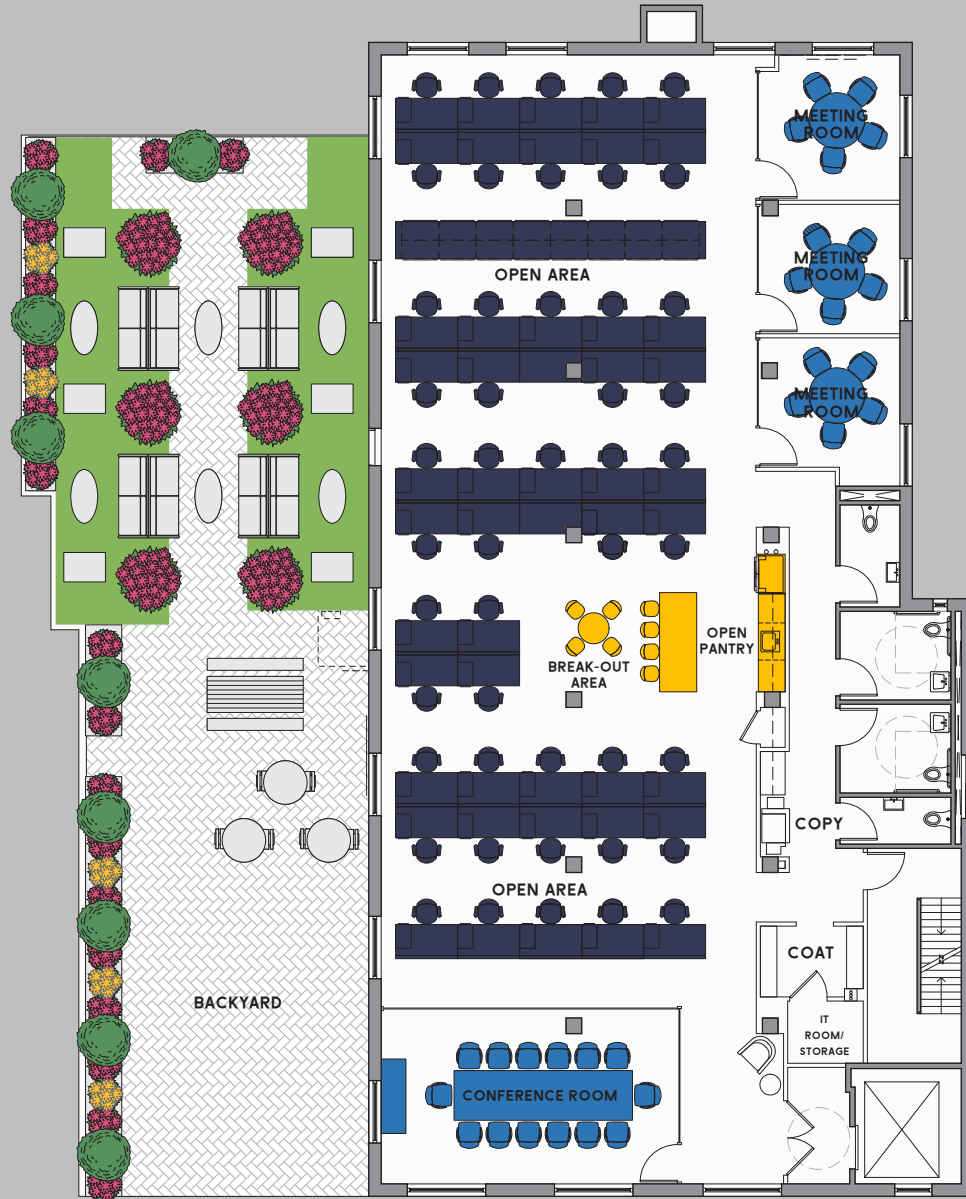 MEETING
ROOM
MEETING
ROOM
OPEN AREA
MEETING
ROOM
OPEN
PANTRY
BREAK-OUT
AREA
COPY
OPEN AREA
COAT
BACKYARD
IT
ROOM/
STORAGE
CONFERENCE ROOM